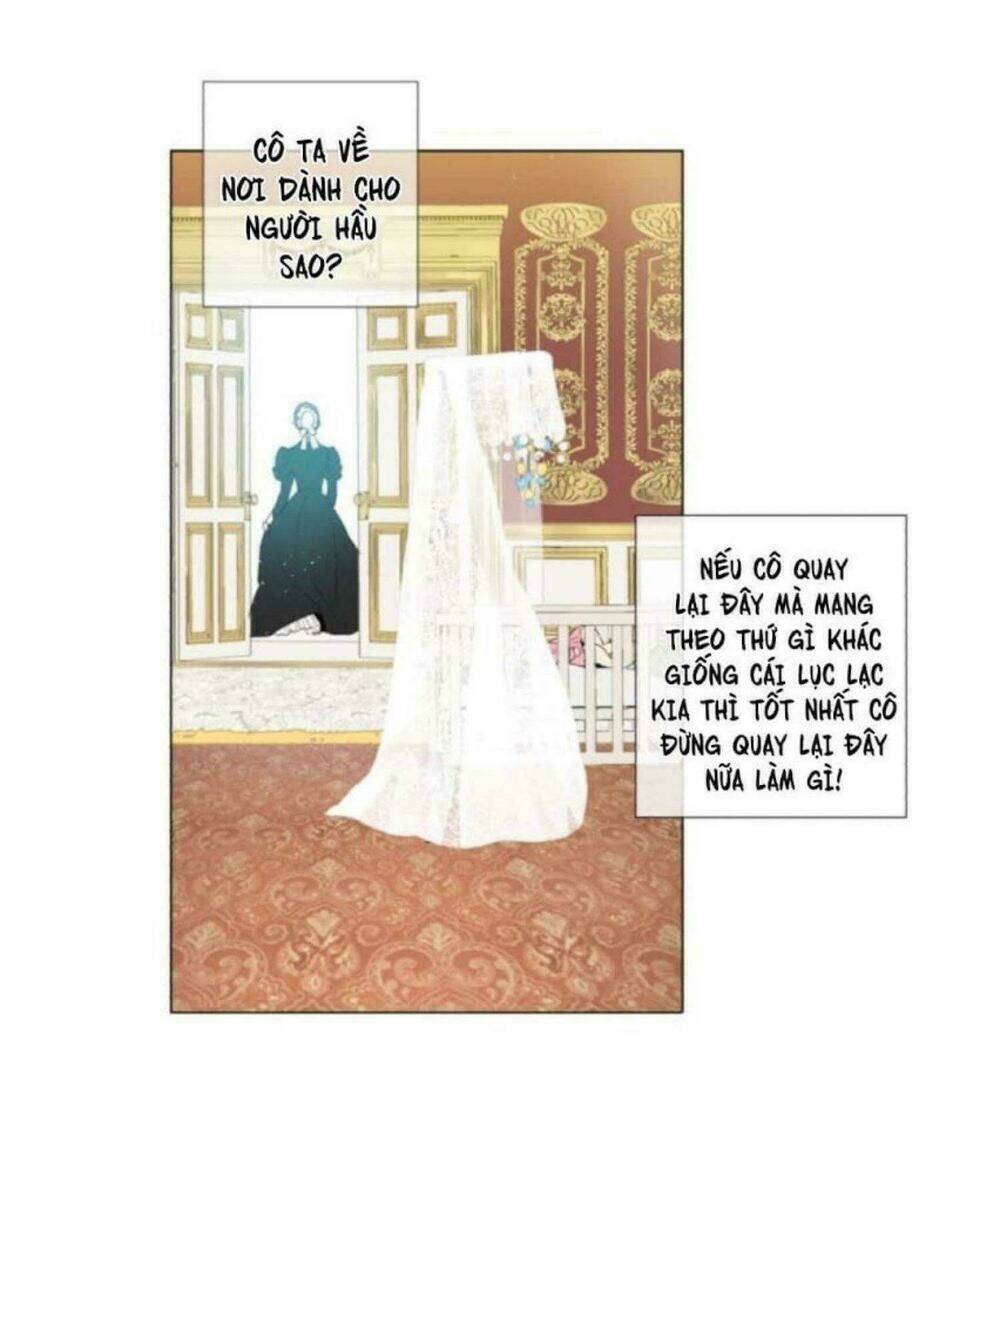 CÔ TA VỀ
NƠI DÀNH CHO
NGƯỜI HẦU
SAO?
NẾU CÔ QUAY
LẠI ĐÂY MÀ MANG
THEO THỨ GÌ KHÁC
GIỐNG CÁI LỤC LẠC
KIA THÌ TỐT NHẤT CÔ
ĐỪNG QUAY LẠI ĐÂY
NỮA LÀM GÌ!